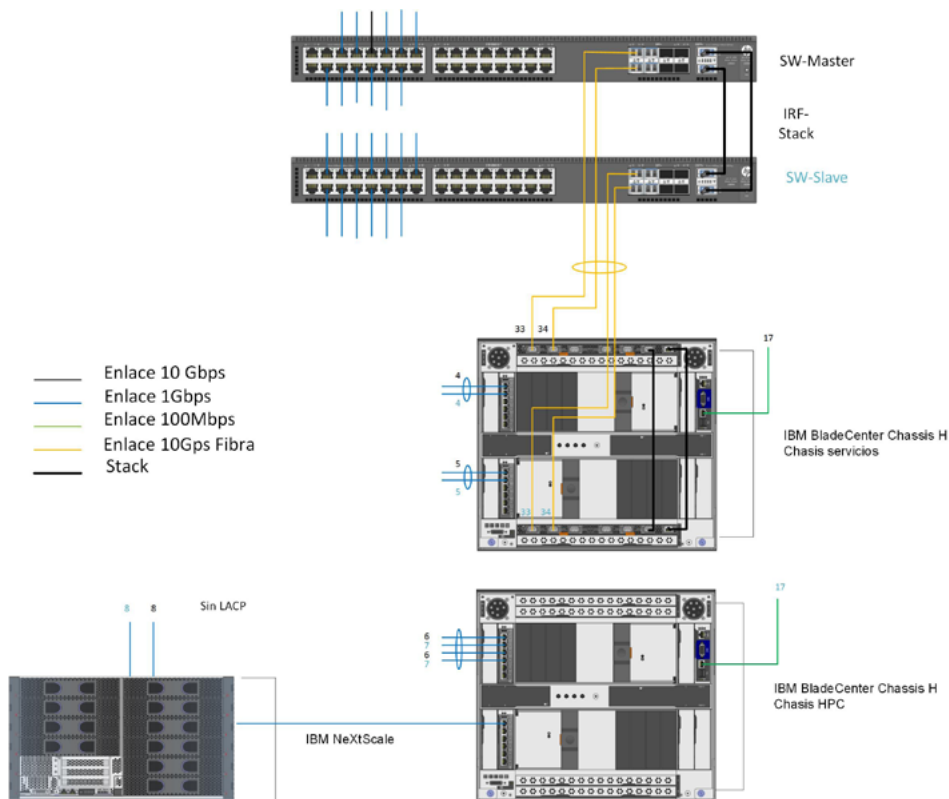 SW-Master
IRF-
Stack
SW-Slave
33
34
17
4
4
IBM BladeCenter Chassis H
Chasis servicios
5
5
33
34
Enlace 10 Gbps
Enlace 1Gbps
Enlace 100Mbps
Enlace 10Gps Fibra
Stack
8
8
Sin LACP
17
6
7
6
7
IBM BladeCenter Chassis H
Chasis HPC
IBM NeXtScale